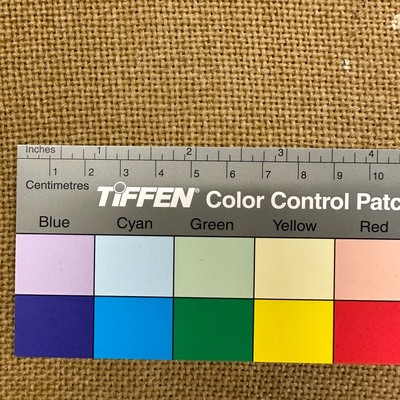 Inches 1 2 3 4
1 2 3 4 5 6 7 8 9 10
Centimetres TIFFEN® Color Control Patc
Blue Cyan Green Yellow Red